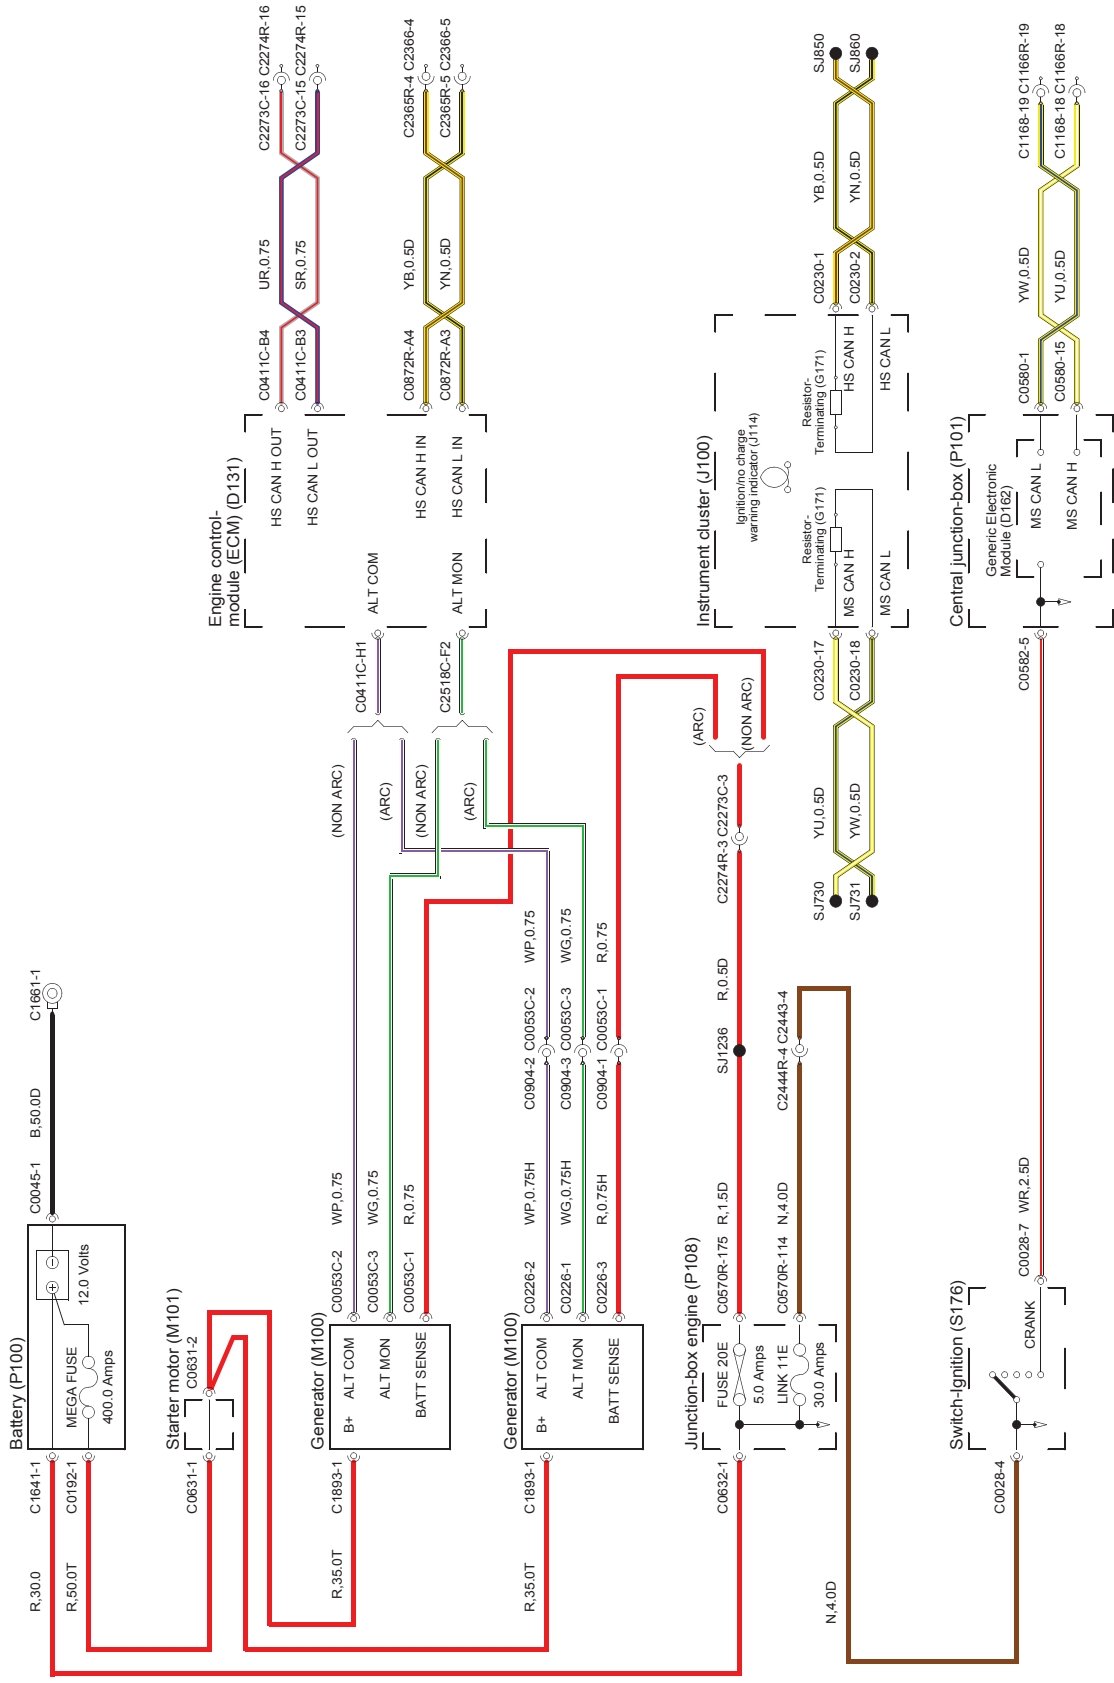 Battery (P100)
C1641-1
C0192-1
R,30.0
R,50.0T
MEGA FUSE
400.0 Amps
12.0 Volts
C0045-1
B,50.0D
C1661-1
Starter motor (M101)
C0631-1
C0631-2
Generator (M100)
C1893-1
R,35.0T
B+
ALT COM
ALT MON
BATT SENSE
C0053C-2
C0053C-3
C0053C-1
WP,0.75
WG,0.75
R,0.75
Generator (M100)
C1893-1
R,35.0T
B+
ALT COM
ALT MON
BATT SENSE
C0226-2
C0226-1
C0226-3
WP,0.75H
WG,0.75H
R,0.75H
C0904-2
C0053C-2
C0904-3
C0053C-3
C0904-1
C0053C-1
WP,0.75
WG,0.75
R,0.75
(NON ARC)
(ARC)
(NON ARC)
(ARC)
C0411C-H1
C2518C-F2
Engine control-
module (ECM) (D131)
ALT COM
ALT MON
HS CAN H OUT
HS CAN L OUT
HS CAN H IN
HS CAN L IN
C0411C-B4
C0411C-B3
C0872R-A4
C0872R-A3
UR,0.75
SR,0.75
YB,0.5D
YN,0.5D
C2273C-16
C2274R-16
C2273C-15
C2274R-15
C2365R-4
C2366-4
C2365R-5
C2366-5
Junction-box engine (P108)
C0632-1
FUSE 20E
5.0 Amps
LINK 11E
30.0 Amps
C0570R-175
C0570R-114
R,1.5D
N,4.0D
SJ1236
R,0.5D
C2274R-3
C2273C-3
(ARC)
(NON ARC)
C2444R-4
C2443-4
N,4.0D
Instrument cluster (J100)
Ignition/no charge
warning indicator (J114)
Resistor-
Terminating (G171)
MS CAN H
MS CAN L
Resistor-
Terminating (G171)
HS CAN H
HS CAN L
C0230-17
C0230-18
YU,0.5D
YW,0.5D
SJ730
SJ731
C0230-1
C0230-2
YB,0.5D
YN,0.5D
SJ850
SJ860
Switch-Ignition (S176)
C0028-4
CRANK
C0028-7
WR,2.5D
C0582-5
Central junction-box (P101)
Generic Electronic
Module (D162)
MS CAN L
MS CAN H
C0580-1
C0580-15
YW,0.5D
YU,0.5D
C1168-19
C1166R-19
C1168-18
C1166R-18